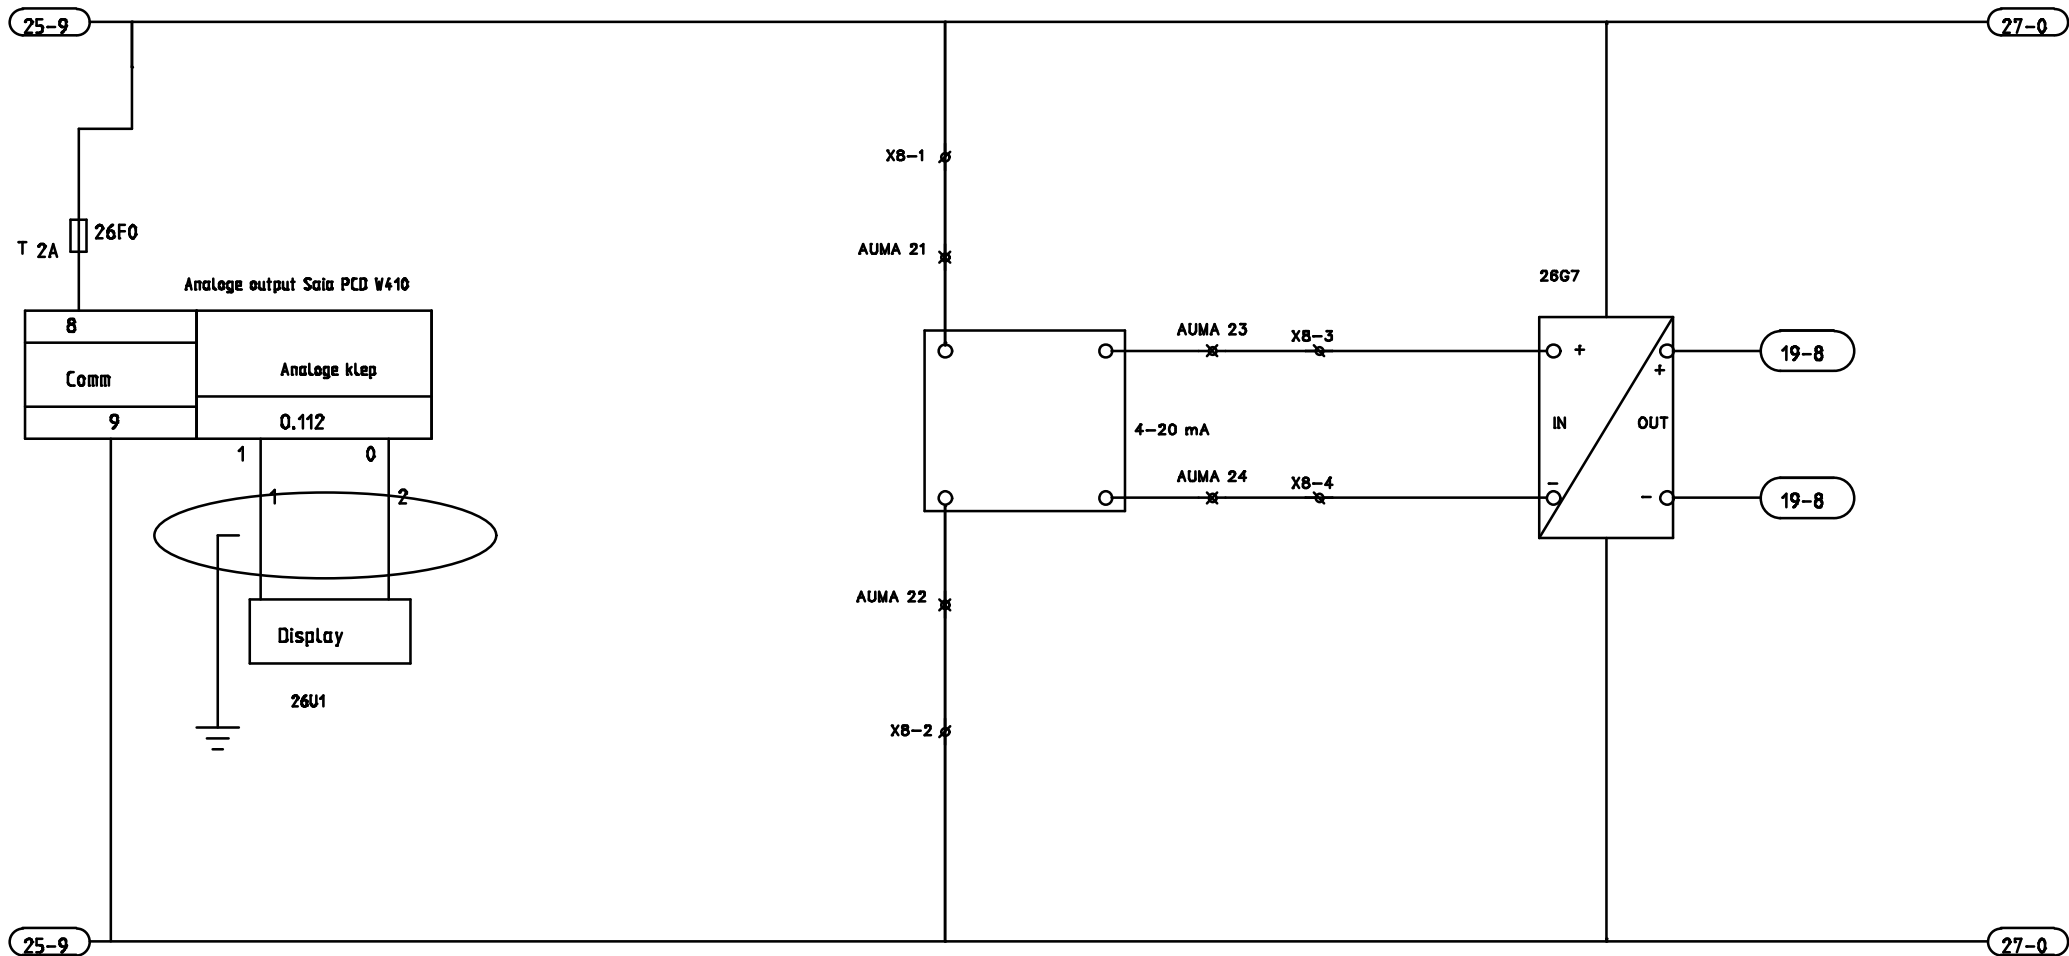 25-9
27-0
X8-1
T 2A
26F0
AUMA 21
Analoge output Saia PCD W410
26G7
8
Comm
9
Analoge klep
0.112
1
0
1
2
Display
26U1
AUMA 23
X8-3
+
+
19-8
4-20 mA
IN
OUT
AUMA 24
X8-4
-
-
19-8
AUMA 22
X8-2
25-9
27-0